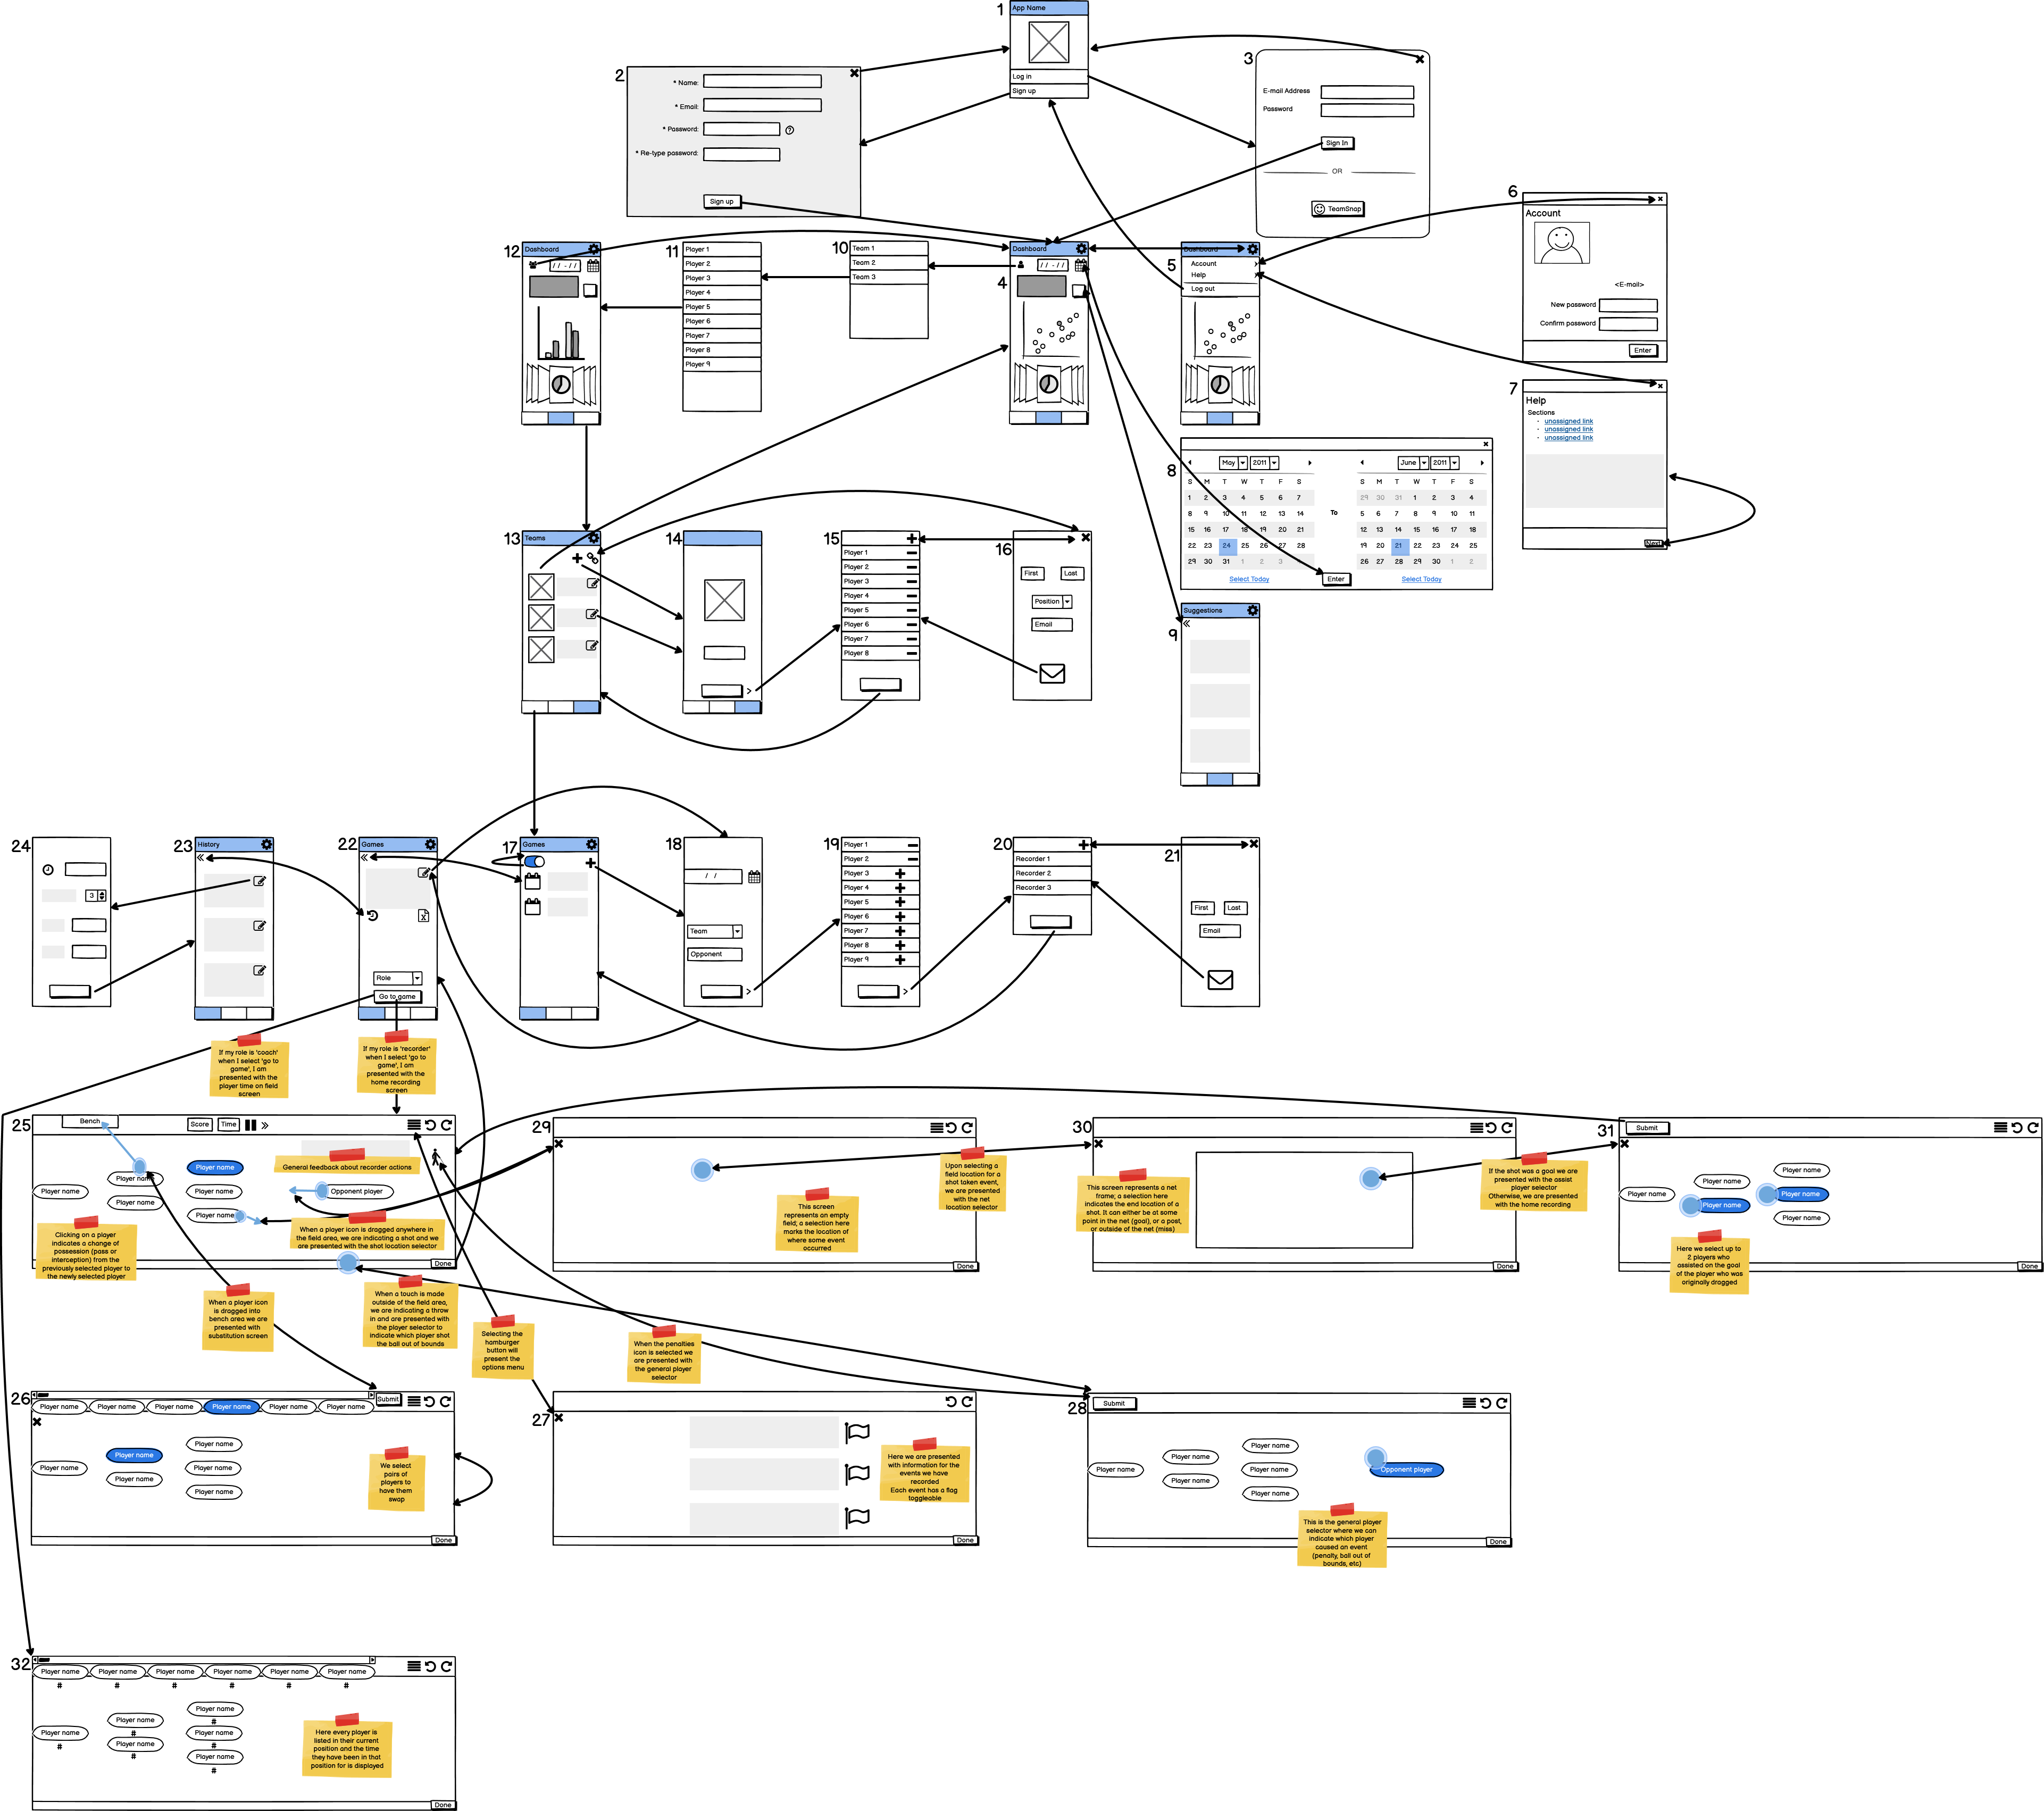 1
App Name
Log in
Sign up
2
* Name:
* Email:
* Password:
?
* Re-type password:
Sign up
3
E-mail Address
Password
Sign In
OR
TeamSnap
6
Account
<E-mail>
New password
Confirm password
Enter
12
Dashboard
/ / - / /
11
Player 1
Player 2
Player 3
Player 4
Player 5
Player 6
Player 7
Player 8
Player 9
10
Team 1
Team 2
Team 3
4
Dashboard
/ / - / /
5
Dashboard
Account
Help
Log out
7
Help
Sections
- unassigned link
- unassigned link
- unassigned link
Next
8
May 2011
S M T W T F S
1 2 3 4 5 6 7
8 9 10 11 12 13 14
15 16 17 18 19 20 21
22 23 24 25 26 27 28
29 30 31 1 2 3
Select Today
To
Enter
June 2011
S M T W T F S
29 30 31 1 2 3 4
5 6 7 8 9 10 11
12 13 14 15 16 17 18
19 20 21 22 23 24 25
26 27 28 29 30 1 2
Select Today
13
Teams
14
>
15
Player 1
Player 2
Player 3
Player 4
Player 5
Player 6
Player 7
Player 8
16
First Last
Position
Email
9
Suggestions
24
3
23
History
22
Games
Role
Go to game
17
Games
18
/ /
Team
Opponent
>
19
Player 1
Player 2
Player 3
Player 4
Player 5
Player 6
Player 7
Player 8
Player 9
>
20
Recorder 1
Recorder 2
Recorder 3
21
First Last
Email
If my role is 'coach'
when I select 'go to
game', I am
presented with the
player time on field
screen
If my role is 'recorder'
when I select 'go to
game', I am
presented with the
home recording
screen
25
Bench
Score Time
General feedback about recorder actions
Player name
Player name
Player name
Player name
Player name
Player name
Opponent player
Clicking on a player
indicates a change of
possession (pass or
interception) from the
previously selected player to
the newly selected player
When a player icon is dragged anywhere in
the field area, we are indicating a shot and we
are presented with the shot location selector
Done
When a player icon
is dragged into
bench area we are
presented with
substitution screen
When a touch is made
outside of the field area,
we are indicating a throw
in and are presented with
the player selector to
indicate which player shot
the ball out of bounds
Selecting the
hamburger
button will
present the
options menu
When the penalties
icon is selected we
are presented with
the general player
selector
29
This screen
represents an empty
field; a selection here
marks the location of
where some event
occurred
Upon selecting a
field location for a
shot taken event,
we are presented
with the net
location selector
Done
30
This screen represents a net
frame; a selection here
indicates the end location of a
shot. It can either be at some
point in the net (goal), or a post,
or outside of the net (miss)
If the shot was a goal we are
presented with the assist
player selector
Otherwise, we are presented
with the home recording
Done
31
Submit
Player name
Player name
Player name
Player name
Player name
Player name
Here we select up to
2 players who
assisted on the goal
of the player who was
originally dragged
Done
26
Player name Player name Player name Player name Player name Player name
Submit
Player name
Player name
Player name
Player name
Player name
Player name
We select
pairs of
players to
have them
swap
Done
27
Here we are presented
with information for the
events we have
recorded
Each event has a flag
toggleable
Done
28
Submit
Player name
Player name
Player name
Player name
Player name
Player name
Opponent player
This is the general player
selector where we can
indicate which player
caused an event
(penalty, ball out of
bounds, etc)
Done
32
Player name Player name Player name Player name Player name Player name
# # # # # #
Player name
#
Player name
#
Player name
#
Player name
#
Player name
#
Player name
#
Here every player is
listed in their current
position and the time
they have been in that
position for is displayed
Done